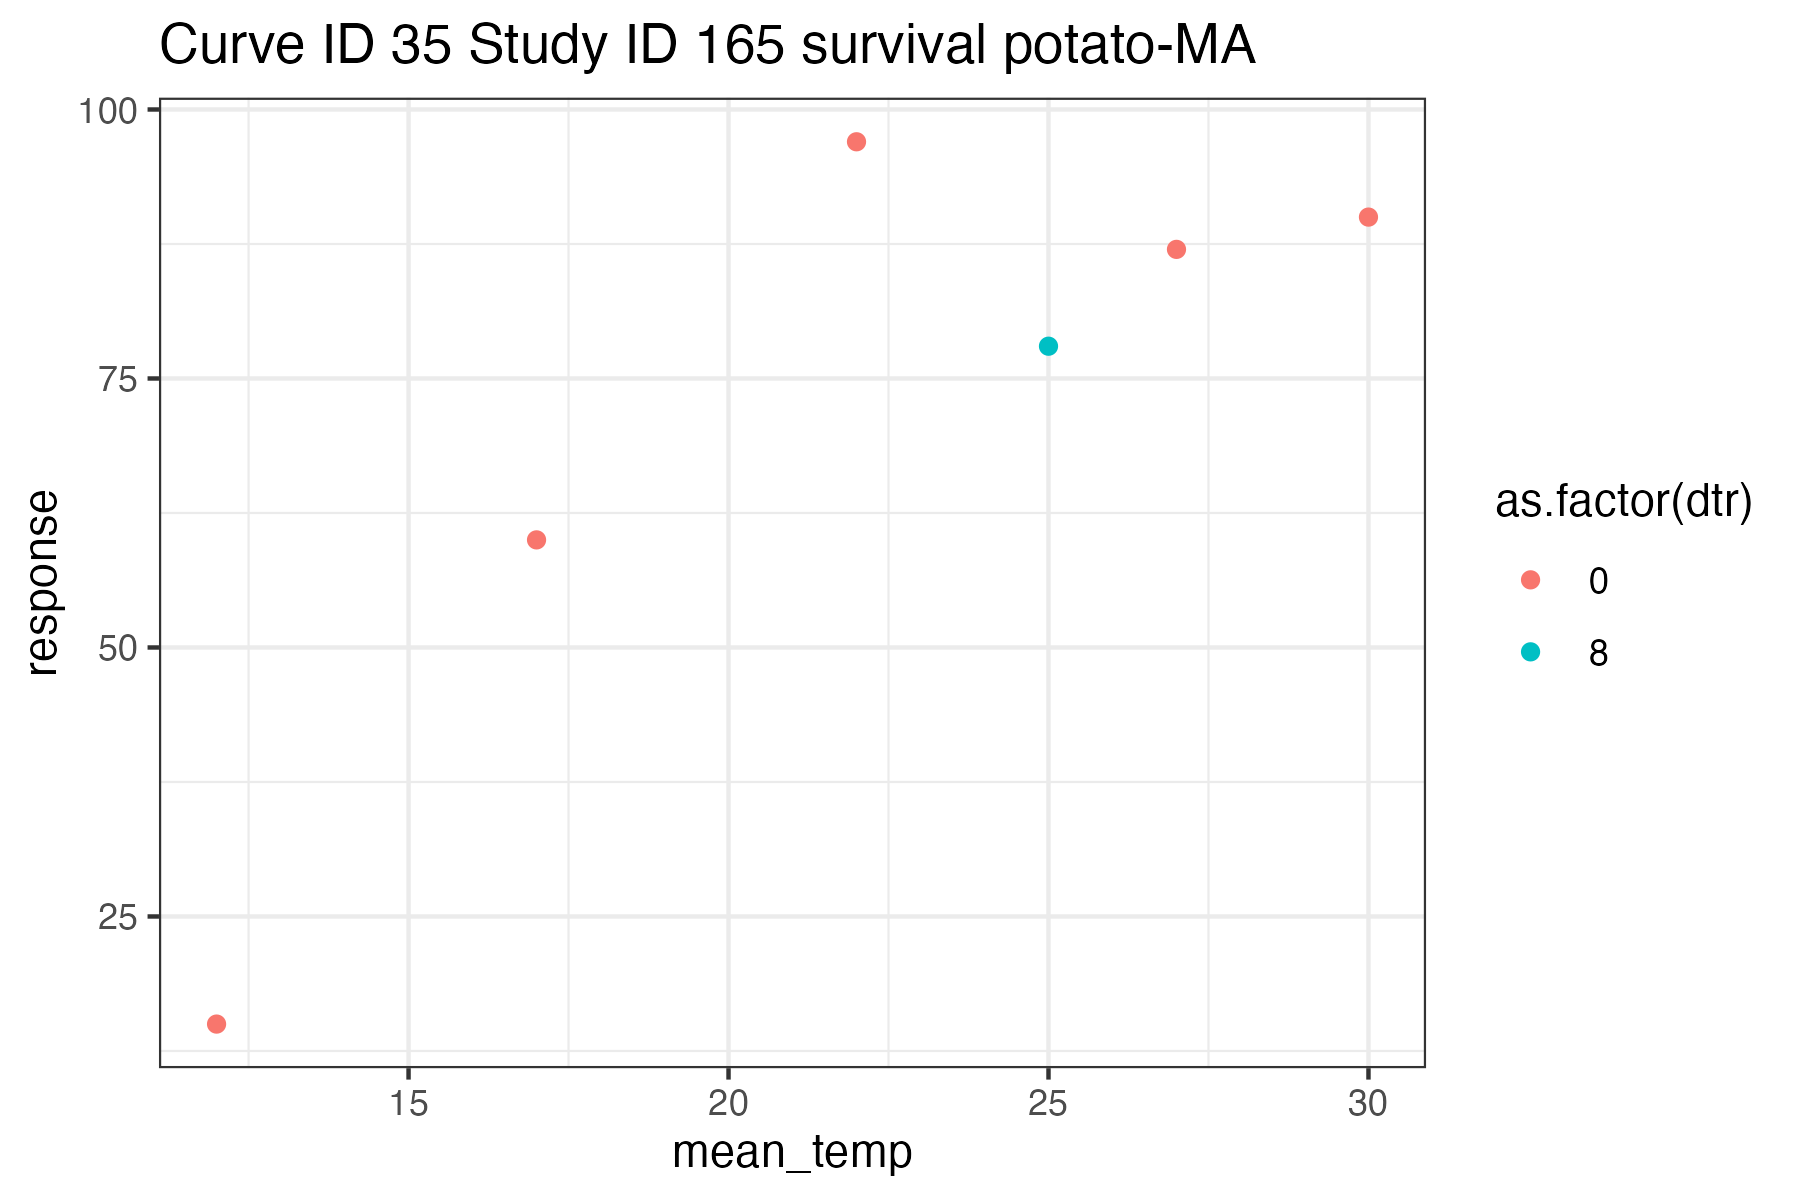 Curve ID 35 Study ID 165 survival potato-MA
100
75
50
25
response
15 20 25 30
mean_temp
as.factor(dtr)
0
8